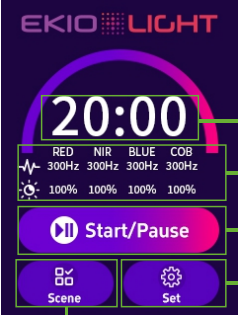 EKIO LIGHT
20:00
RED NIR BLUE COB
300Hz 300Hz 300Hz 300Hz
100% 100% 100% 100%
Start/Pause
Scene Set